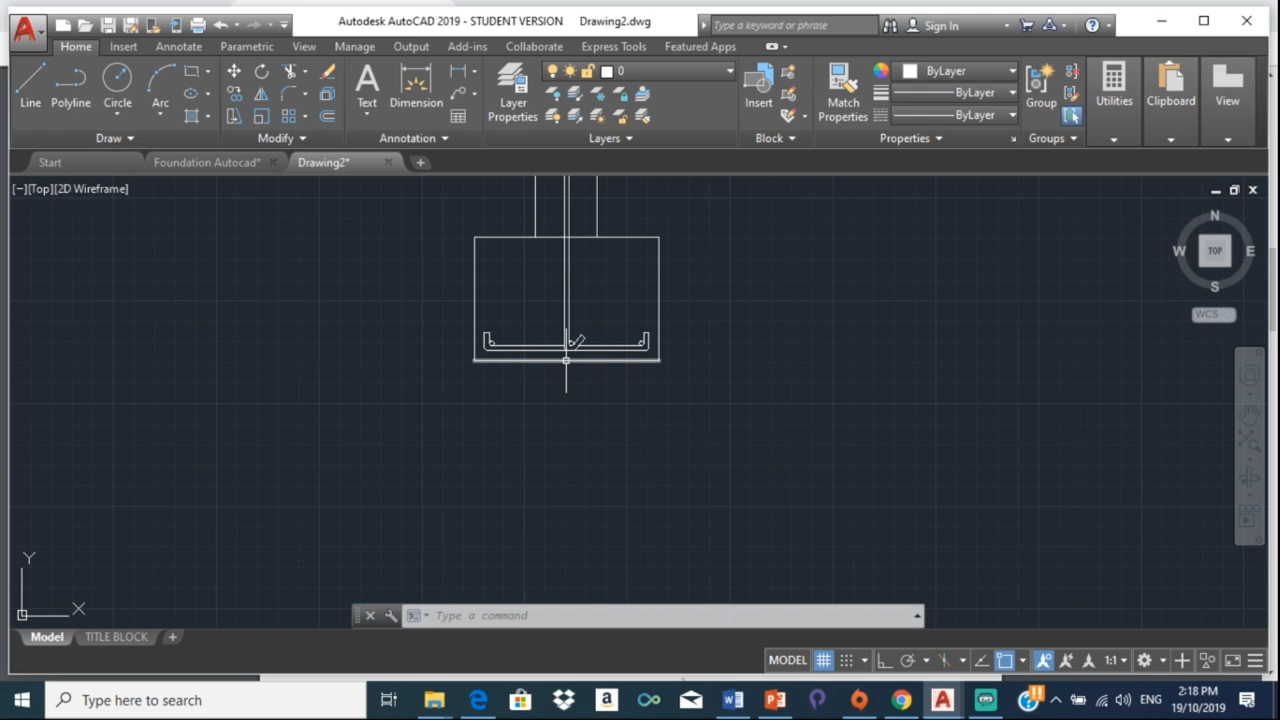 Autodesk AutoCAD 2019 - STUDENT VERSION Drawing2.dwg
Type a keyword or phrase
Sign In
Home Insert Annotate Parametric View Manage Output Add-ins Collaborate Express Tools Featured Apps
0
ByLayer
ByLayer
ByLayer
Line Polyline Circle Arc
Text Dimension
Layer Properties
Insert
Match Properties
Group
Utilities
Clipboard
View
Draw Modify Annotation Layers Block Properties Groups
Start Foundation Autocad* Drawing2*
[−][Top][2D Wireframe]
N
W TOP E
S
WCS
Y
X
Type a command
Model TITLE BLOCK
MODEL
1:1
Type here to search
ENG
2:18 PM
19/10/2019